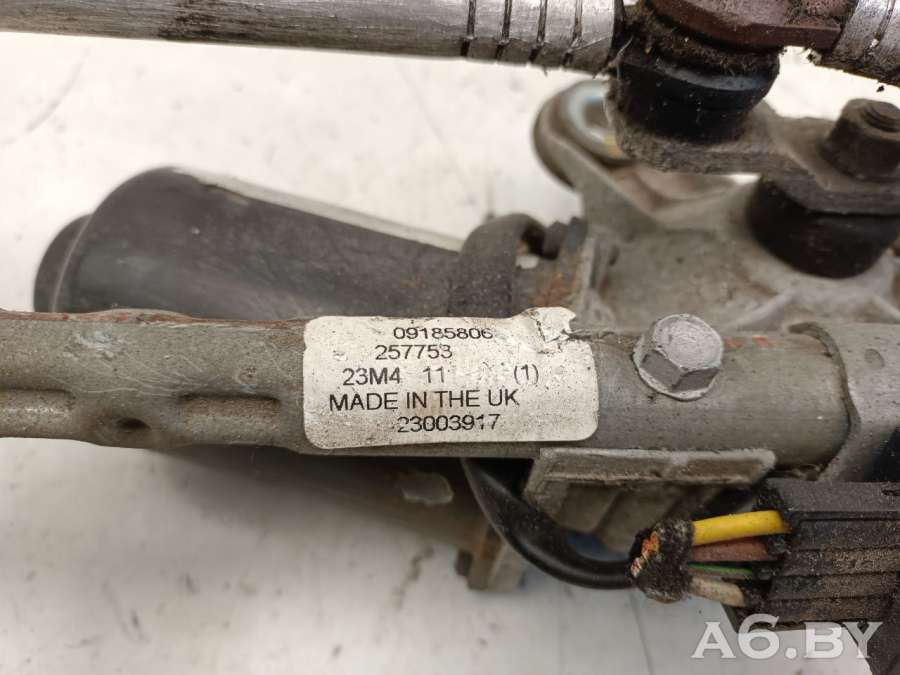 09185806
257753
23M4 11 (1)
MADE IN THE UK
23003917
A6.BY